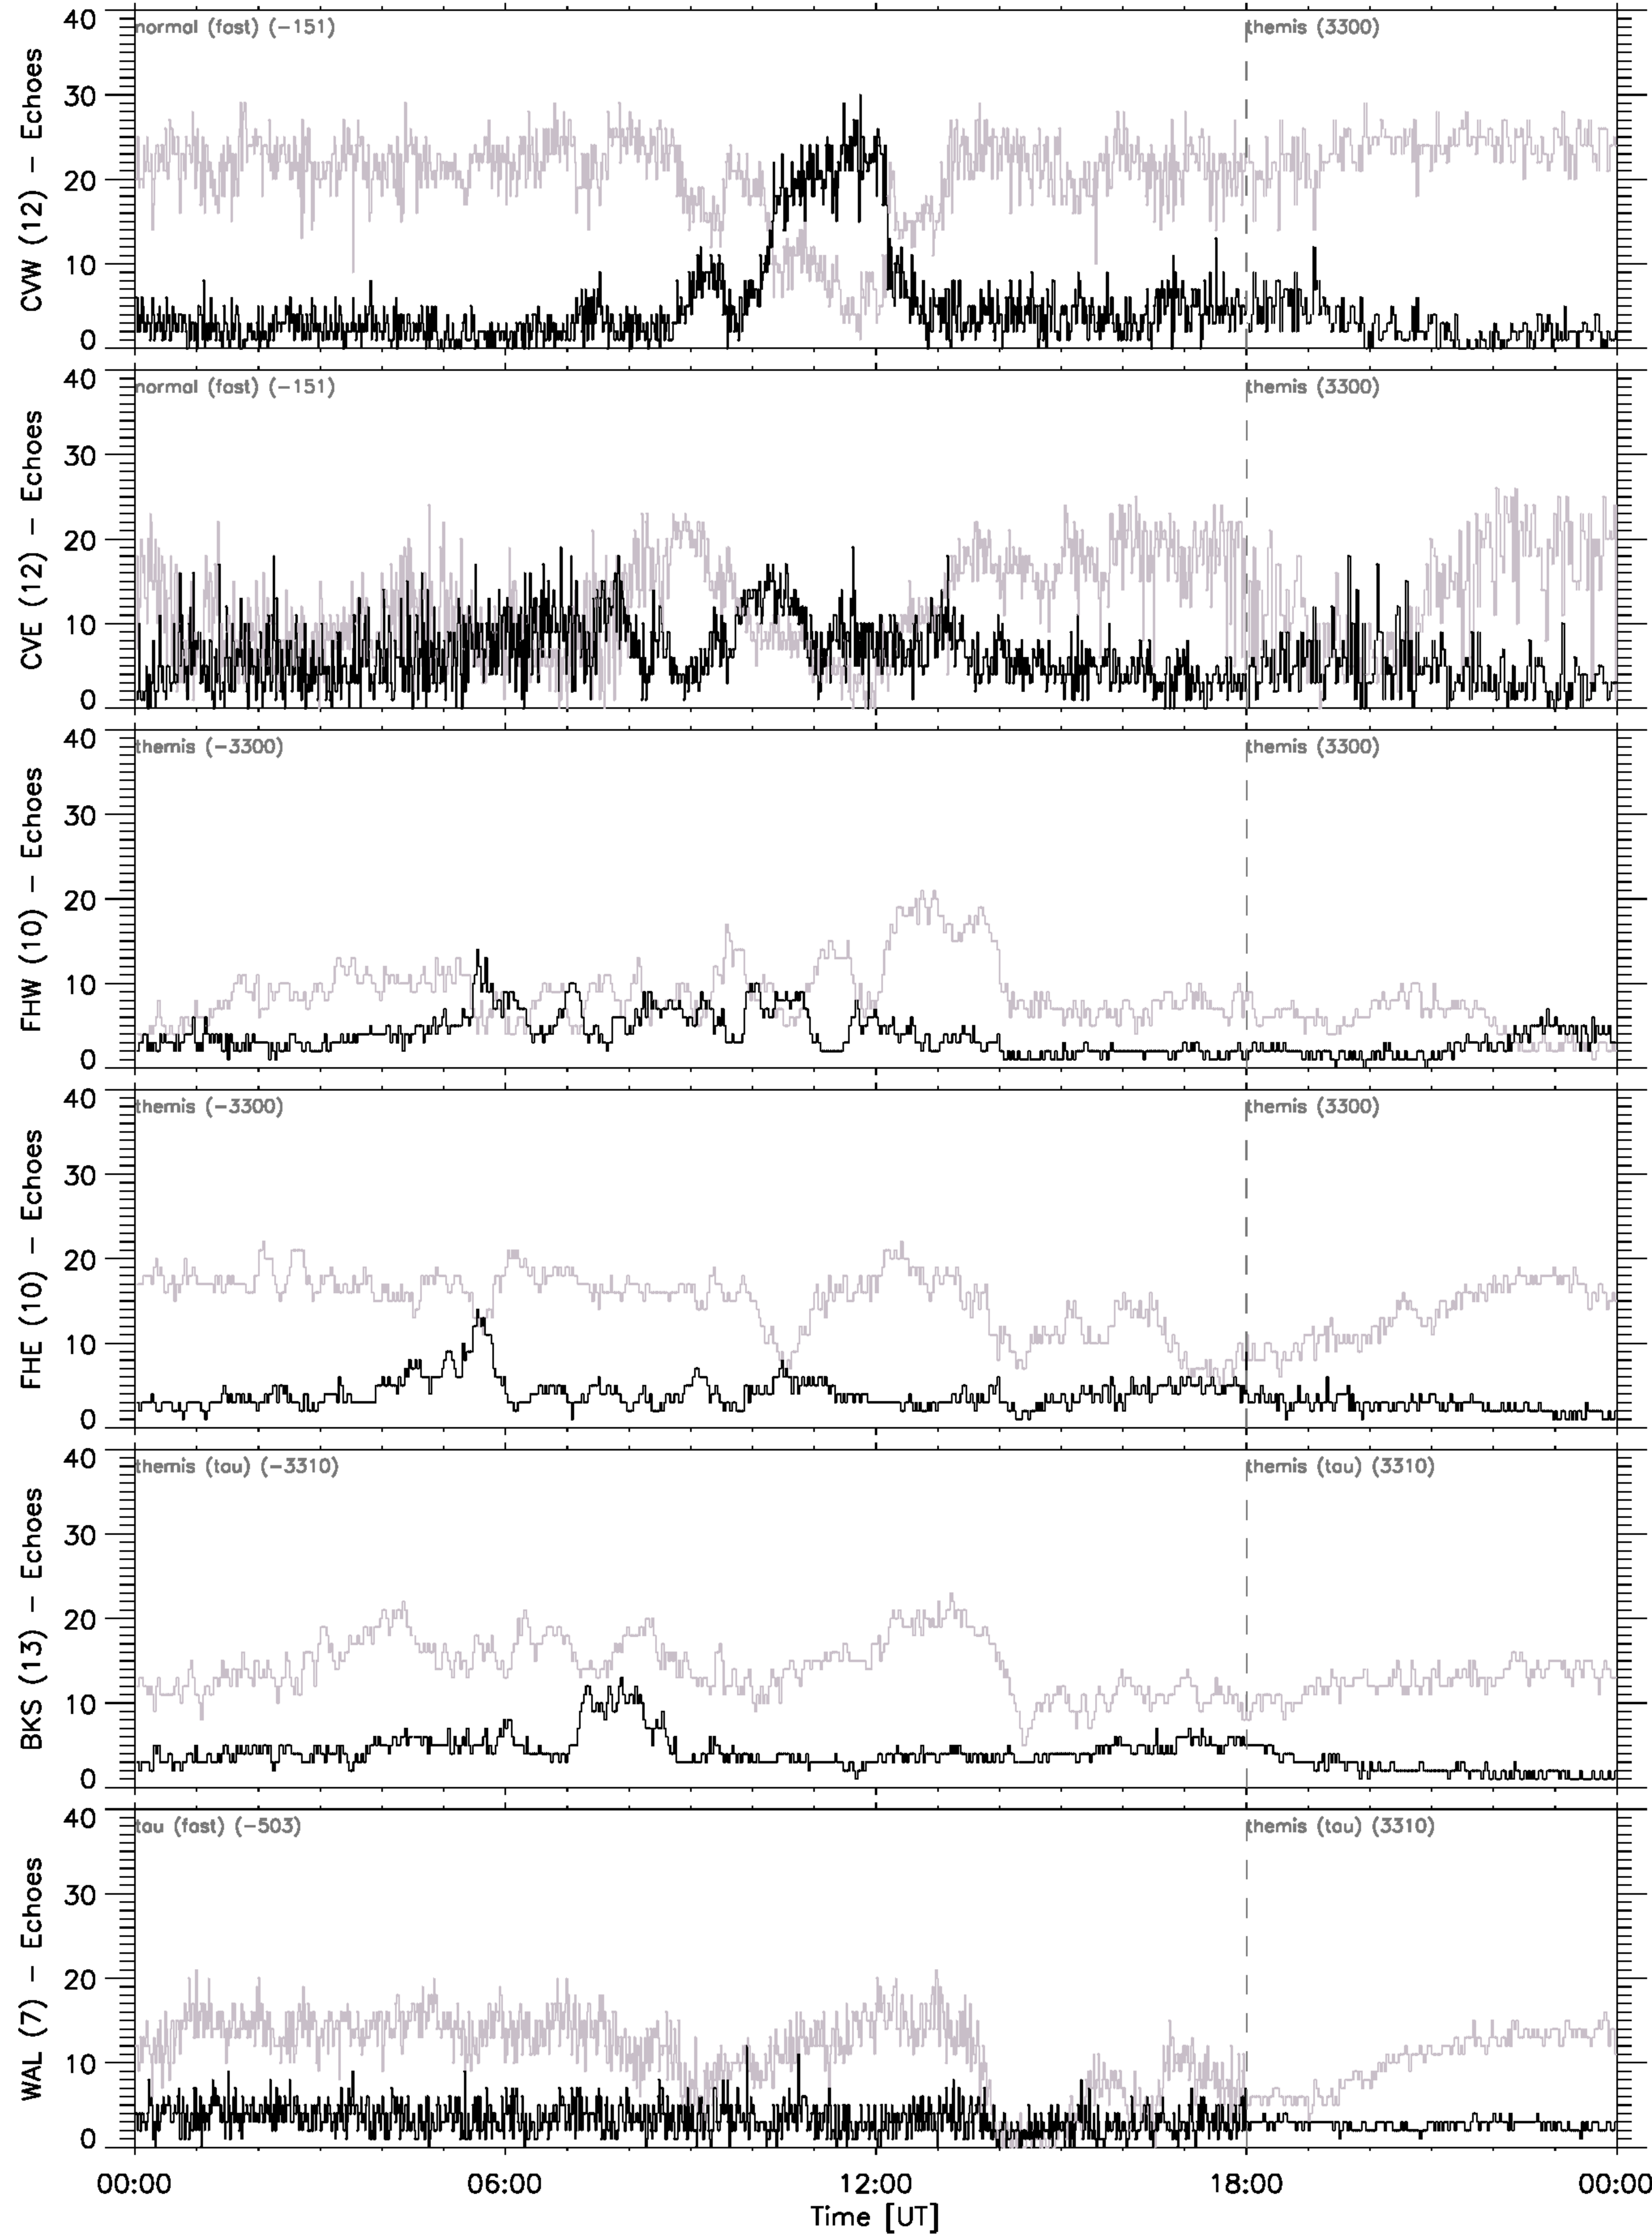 normal (fast) (-151) themis (3300)
CVW (12) - Echoes
40
30
20
10
0
normal (fast) (-151) themis (3300)
CVE (12) - Echoes
40
30
20
10
0
themis (-3300) themis (3300)
FHW (10) - Echoes
40
30
20
10
0
themis (-3300) themis (3300)
FHE (10) - Echoes
40
30
20
10
0
themis (tau) (-3310) themis (tau) (3310)
BKS (13) - Echoes
40
30
20
10
0
tau (fast) (-503) themis (tau) (3310)
WAL (7) - Echoes
40
30
20
10
0
00:00 06:00 12:00 18:00 00:00
Time [UT]